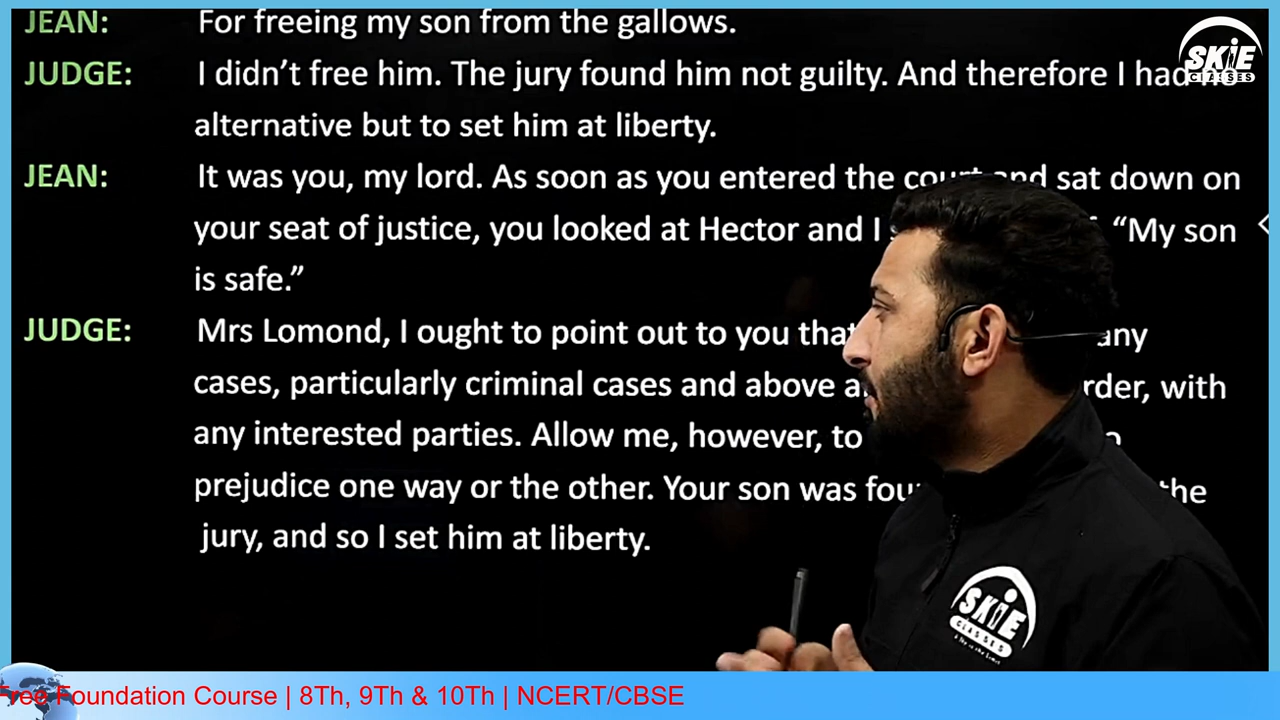 JEAN: For freeing my son from the gallows.
JUDGE: I didn't free him. The jury found him not guilty. And therefore I had
alternative but to set him at liberty.
JEAN: It was you, my lord. As soon as you entered the court and sat down on
your seat of justice, you looked at Hector and I “My son
is safe.”
JUDGE: Mrs Lomond, I ought to point out to you any
cases, particularly criminal cases and above with
any interested parties. Allow me, however, to
prejudice one way or the other. Your son was the
jury, and so I set him at liberty.
SKIE
CLASSES
SKIE
CLASSES
Free Foundation Course | 8Th, 9Th & 10Th | NCERT/CBSE